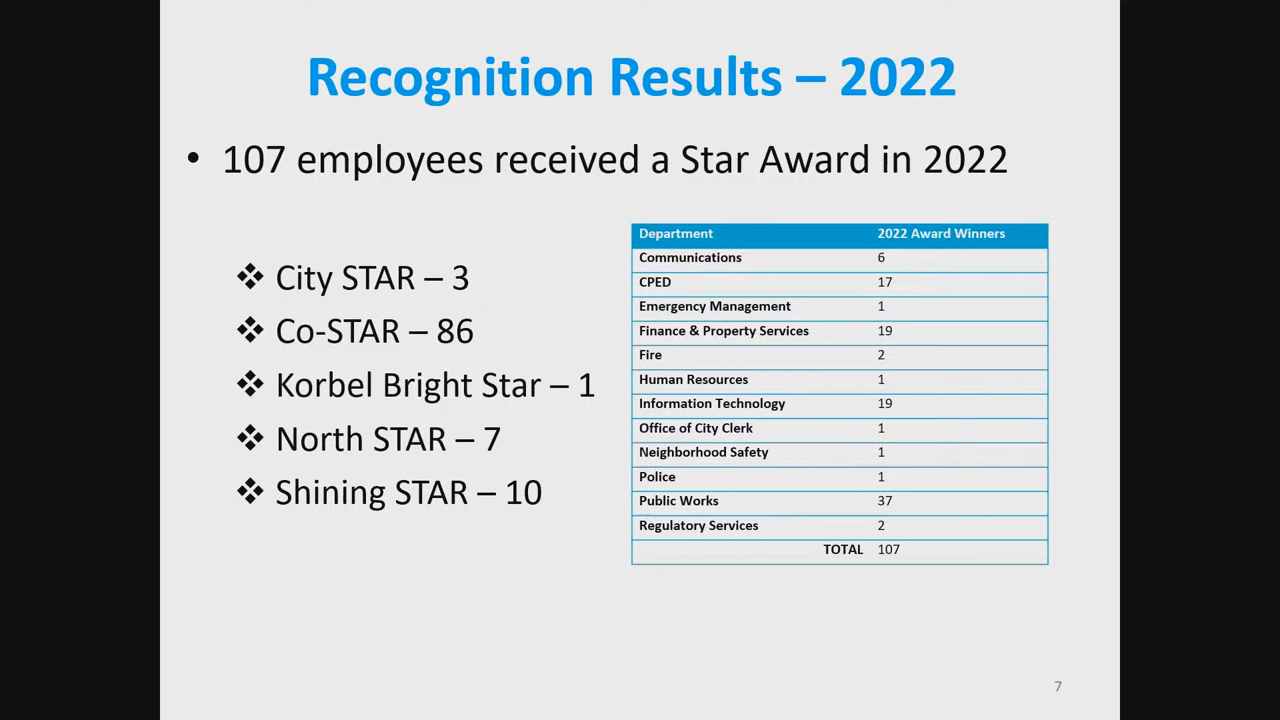 Recognition Results – 2022
• 107 employees received a Star Award in 2022
❖ City STAR – 3
❖ Co-STAR – 86
❖ Korbel Bright Star – 1
❖ North STAR – 7
❖ Shining STAR – 10
Department 2022 Award Winners
Communications 6
CPED 17
Emergency Management 1
Finance & Property Services 19
Fire 2
Human Resources 1
Information Technology 19
Office of City Clerk 1
Neighborhood Safety 1
Police 1
Public Works 37
Regulatory Services 2
TOTAL 107
7